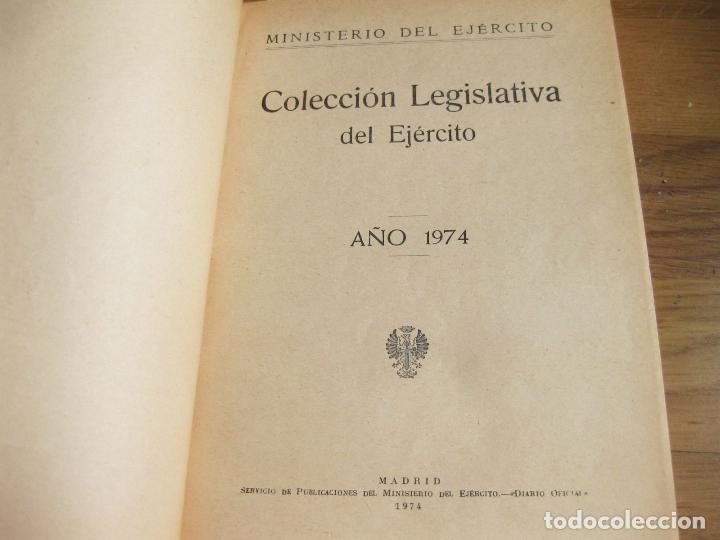 MINISTERIO DEL EJÉRCITO
Colección Legislativa
del Ejército
AÑO 1974
MADRID
SERVICIO DE PUBLICACIONES DEL MINISTERIO DEL EJÉRCITO.—«DIARIO OFICIAL»
1974
todocoleccion